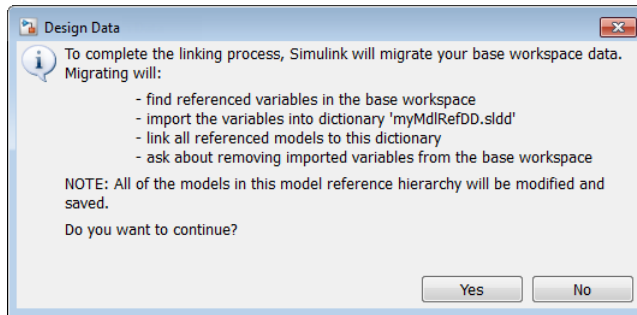 Design Data
To complete the linking process, Simulink will migrate your base workspace data.
Migrating will:
- find referenced variables in the base workspace
- import the variables into dictionary 'myMdlRefDD.sldd'
- link all referenced models to this dictionary
- ask about removing imported variables from the base workspace
NOTE: All of the models in this model reference hierarchy will be modified and
saved.
Do you want to continue?
Yes No